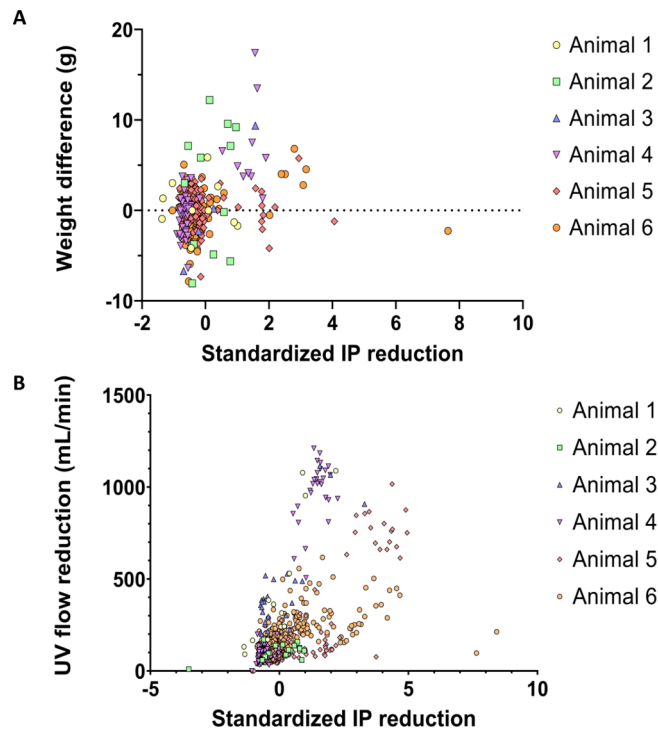 A
Weight difference (g)
20
10
0
-10
-2 0 2 4 6 8 10
Standardized IP reduction
Animal 1
Animal 2
Animal 3
Animal 4
Animal 5
Animal 6
B
UV flow reduction (mL/min)
1500
1000
500
0
-5 0 5 10
Standardized IP reduction
Animal 1
Animal 2
Animal 3
Animal 4
Animal 5
Animal 6